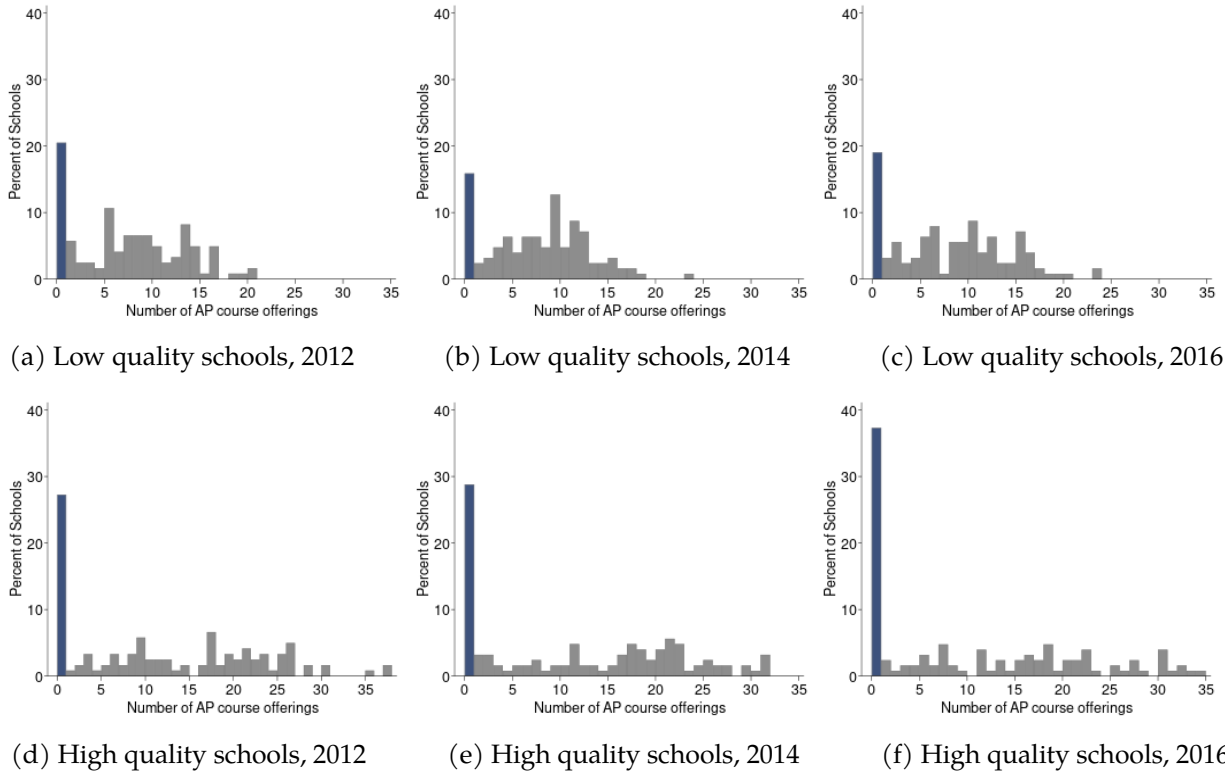 40
30
20
10
0
Percent of Schools
0 5 10 15 20 25 30 35
Number of AP course offerings
(a) Low quality schools, 2012
40
30
20
10
0
Percent of Schools
0 5 10 15 20 25 30 35
Number of AP course offerings
(b) Low quality schools, 2014
40
30
20
10
0
Percent of Schools
0 5 10 15 20 25 30 35
Number of AP course offerings
(c) Low quality schools, 2016
40
30
20
10
0
Percent of Schools
0 5 10 15 20 25 30 35
Number of AP course offerings
(d) High quality schools, 2012
40
30
20
10
0
Percent of Schools
0 5 10 15 20 25 30 35
Number of AP course offerings
(e) High quality schools, 2014
40
30
20
10
0
Percent of Schools
0 5 10 15 20 25 30 35
Number of AP course offerings
(f) High quality schools, 2016